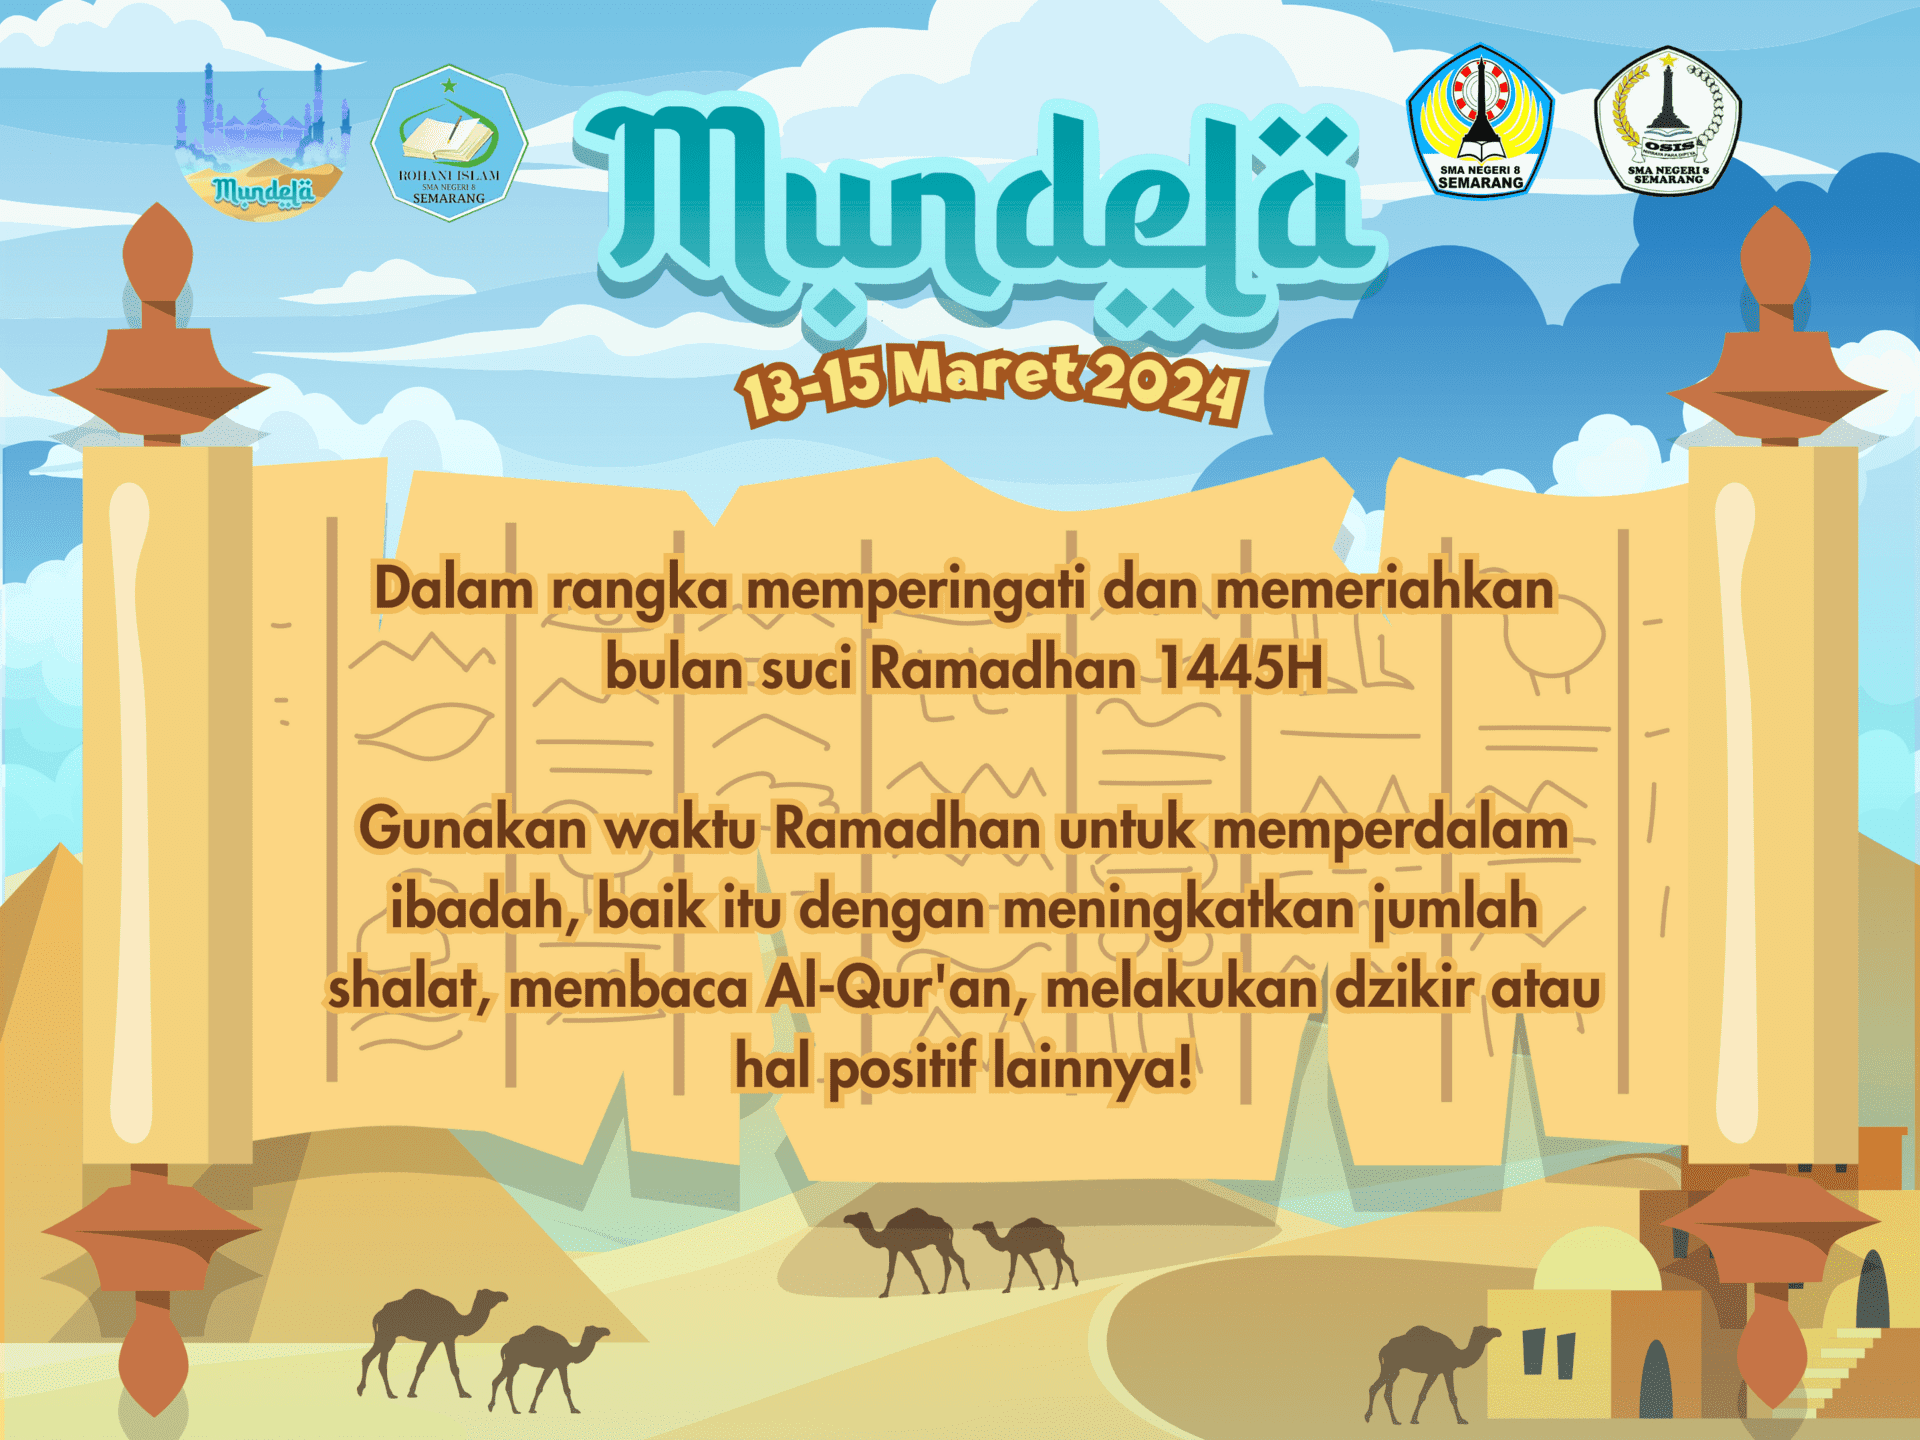 Mundela
ROHANI ISLAM
SMA NEGERI 8
SEMARANG
Mundela
SMA NEGERI 8
SEMARANG
OSIS
SMA NEGERI 8
SEMARANG
13-15 Maret 2024
Dalam rangka memperingati dan memeriahkan
bulan suci Ramadhan 1445H
Gunakan waktu Ramadhan untuk memperdalam
ibadah, baik itu dengan meningkatkan jumlah
shalat, membaca Al-Qur'an, melakukan dzikir atau
hal positif lainnya!